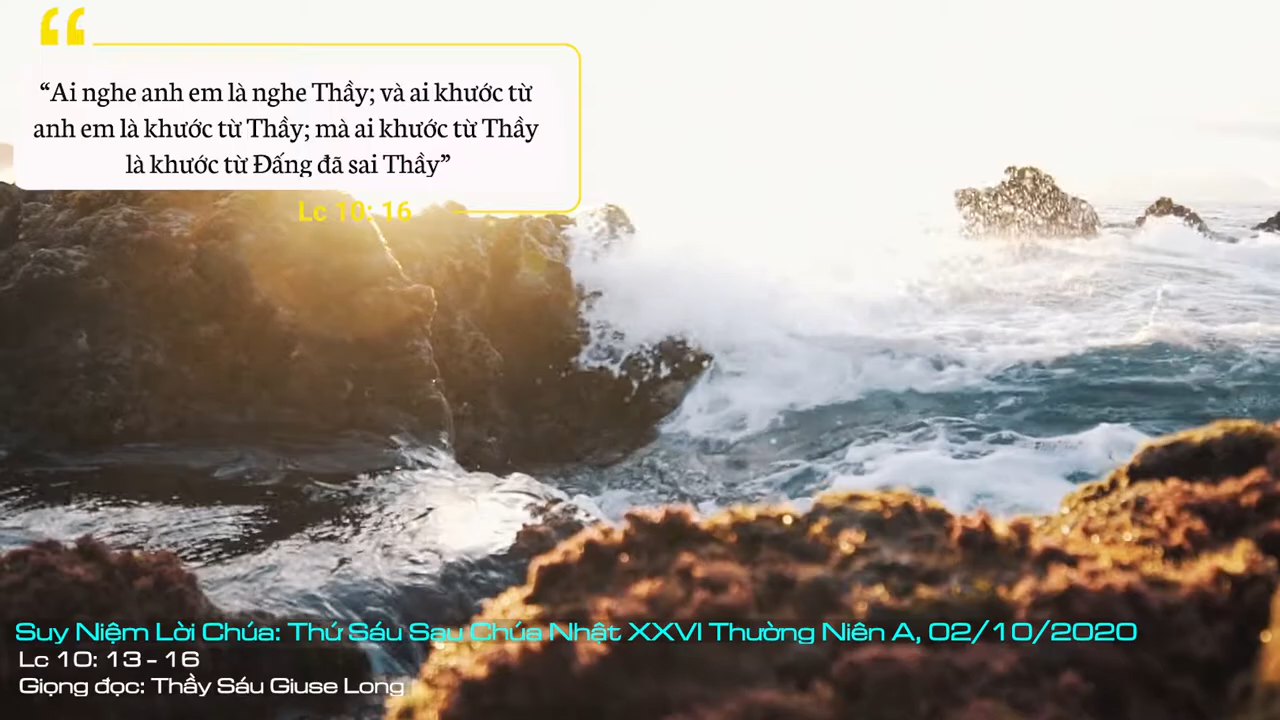 “Ai nghe anh em là nghe Thầy; và ai khước từ
anh em là khước từ Thầy; mà ai khước từ Thầy
là khước từ Đấng đã sai Thầy”
Lc 10: 16
Suy Niệm Lời Chúa: Thứ Sáu Sau Chúa Nhật XXVI Thường Niên A, 02/10/2020
Lc 10: 13 - 16
Giọng đọc: Thầy Sáu Giuse Long